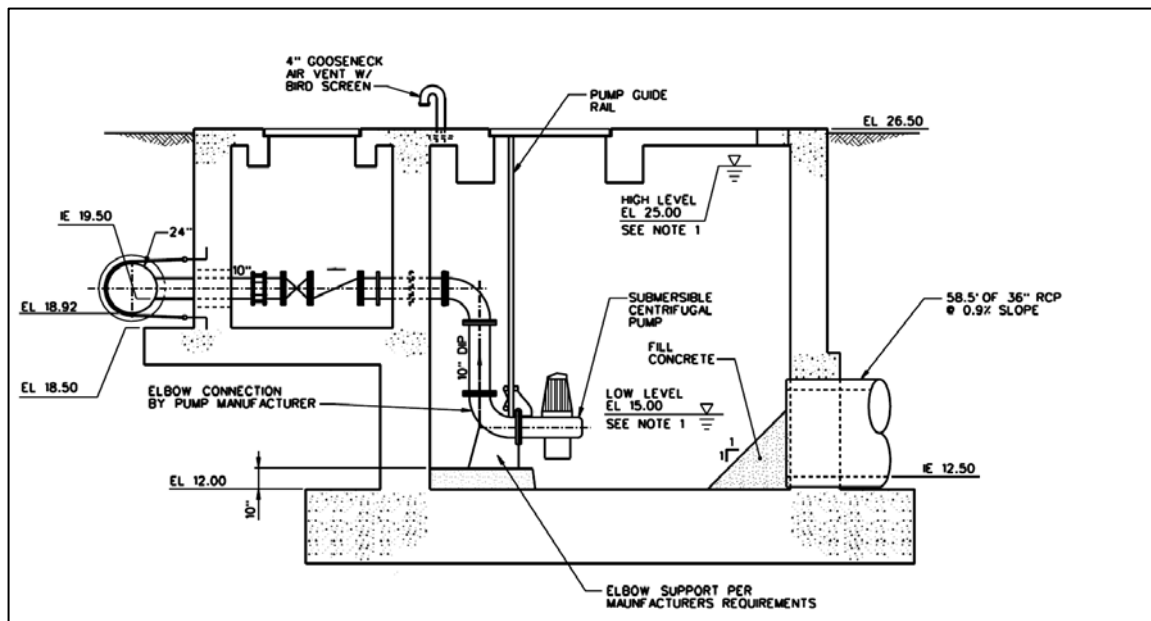 4" GOOSENECK
AIR VENT W/
BIRD SCREEN
PUMP GUIDE
RAIL
EL 26.50
HIGH LEVEL
EL 25.00
SEE NOTE 1
IE 19.50
24"
10"
EL 18.92
EL 18.50
SUBMERSIBLE
CENTRIFUGAL
PUMP
58.5' OF 36" RCP
@ 0.9% SLOPE
FILL
CONCRETE
10" DIP
ELBOW CONNECTION
BY PUMP MANUFACTURER
LOW LEVEL
EL 15.00
SEE NOTE 1
1
1
IE 12.50
EL 12.00
10"
ELBOW SUPPORT PER
MAUNFACTURERS REQUIREMENTS